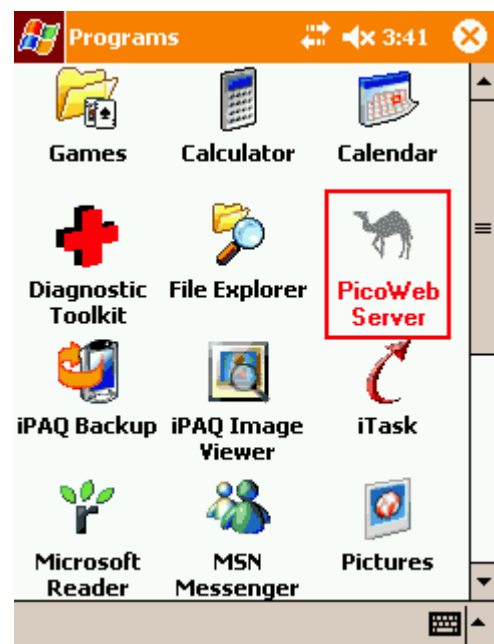 Programs 3:41
Games Calculator Calendar
Diagnostic Toolkit File Explorer PicoWeb Server
iPAQ Backup iPAQ Image Viewer iTask
Microsoft Reader MSN Messenger Pictures